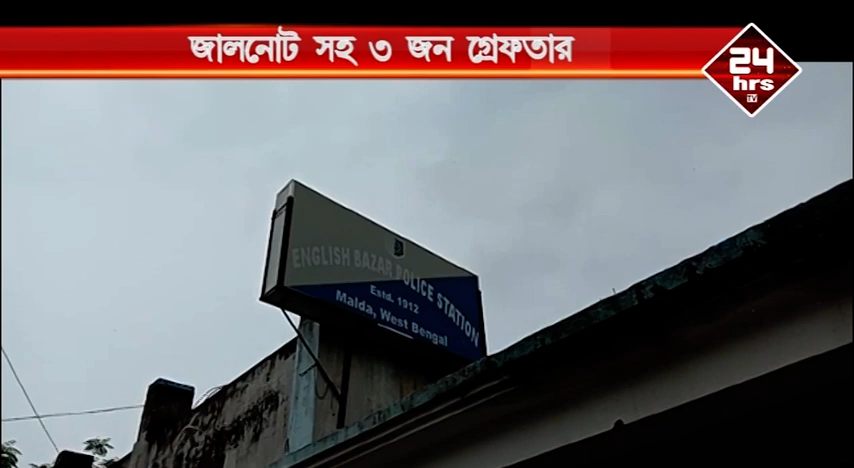 জালনোট সহ ৩ জন গ্রেফতার
24
hrs
TV
ENGLISH BAZAR POLICE STATION
Estd. 1912
Malda, West Bengal